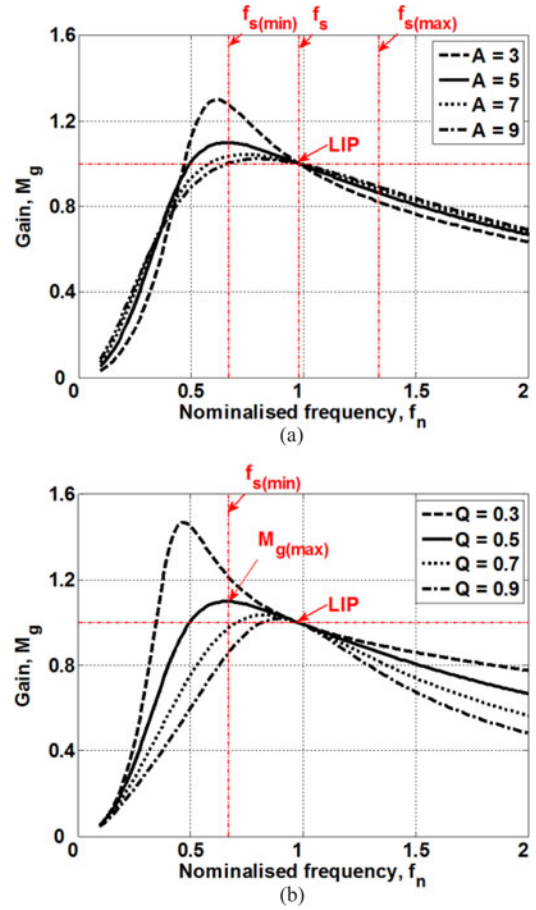 f_s(min) f_s f_s(max)
1.6
1.2
0.8
0.4
0
Gain, M_g
A = 3
A = 5
A = 7
A = 9
LIP
0 0.5 1 1.5 2
Nominalised frequency, f_n
(a)
f_s(min)
1.6
1.2
0.8
0.4
0
Gain, M_g
M_g(max)
Q = 0.3
Q = 0.5
Q = 0.7
Q = 0.9
LIP
0 0.5 1 1.5 2
Nominalised frequency, f_n
(b)